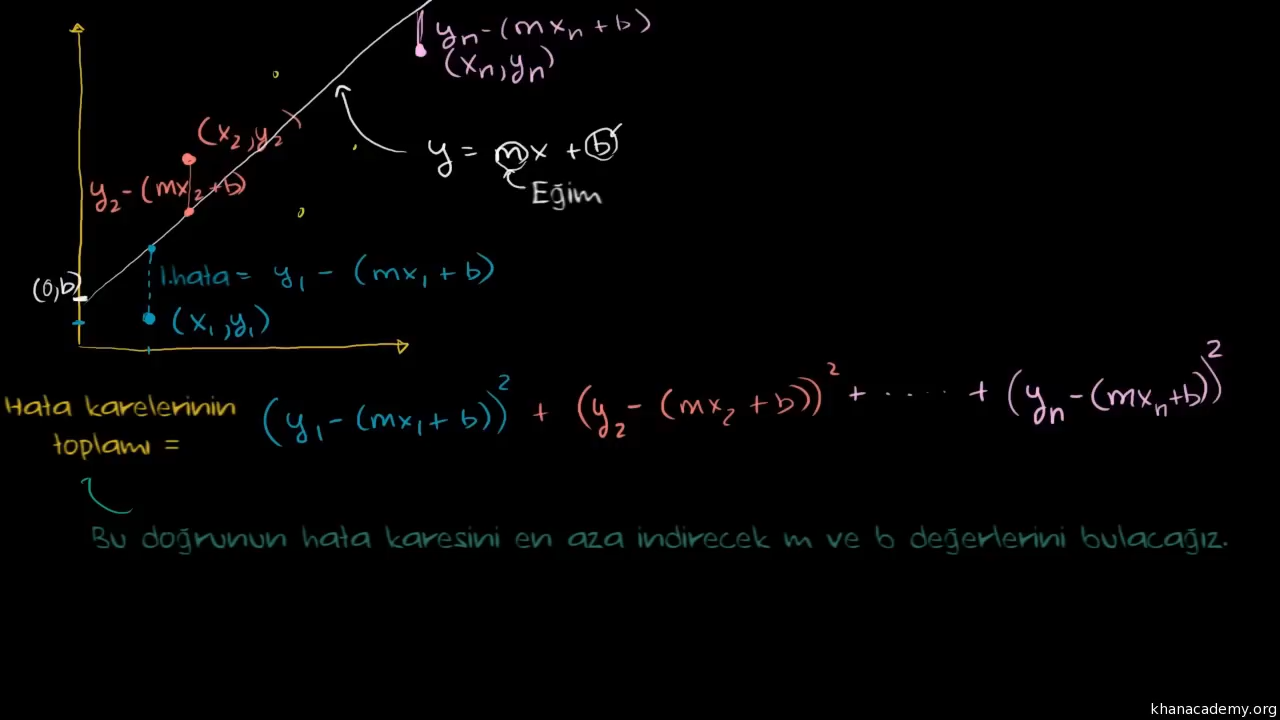 yₙ - (mxₙ + b)
(xₙ, yₙ)
(x₂, y₂)
y = mx + b
Eğim
y₂ - (mx₂ + b)
1.hata = y₁ - (mx₁ + b)
(0,b)
(x₁, y₁)
Hata karelerinin toplamı = (y₁ - (mx₁ + b))² + (y₂ - (mx₂ + b))² + ..... + (yₙ - (mxₙ + b))²
Bu doğrunun hata karesini en aza indirecek m ve b değerlerini bulacağız.
khanacademy.org